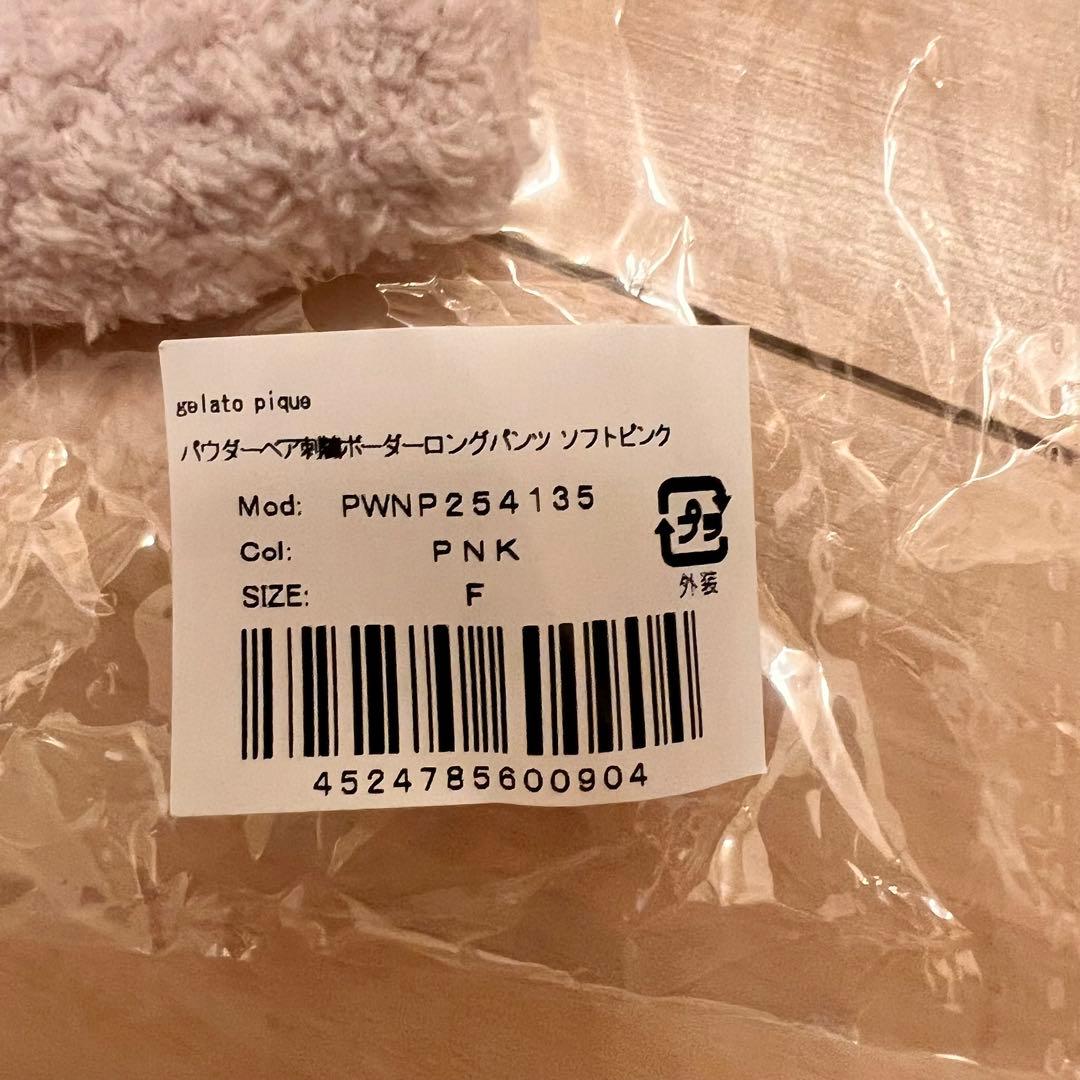 gelato pique
パウダーベア刺繍ボーダーロングパンツ ソフトピンク
Mod: PWNP254135
Col: PNK
SIZE: F
プラ
外装
4524785600904